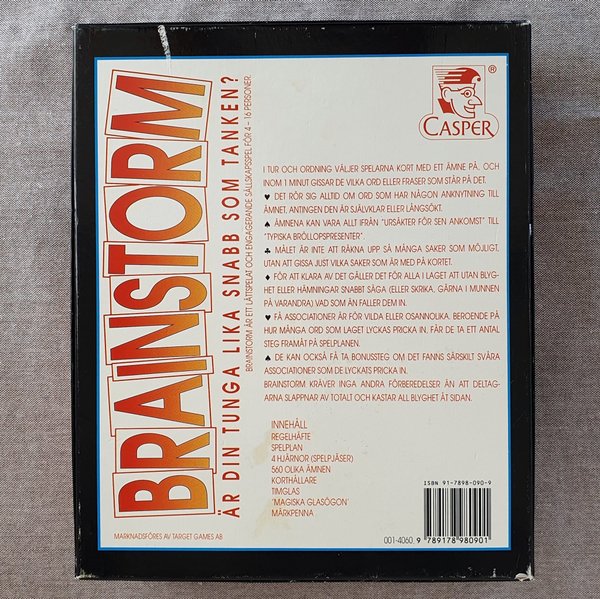 BRAINSTORM
ÄR DIN TUNGA LIKA SNABB SOM TANKEN?
BRAINSTORM ÄR ETT LÄTTSPELAT OCH ENGAGERANDE SÄLLSKAPSSPEL FÖR 4 – 16 PERSONER.
®
CASPER
I TUR OCH ORDNING VÄLJER SPELARNA KORT MED ETT ÄMNE PÅ, OCH
INOM 1 MINUT GISSAR DE VILKA ORD ELLER FRASER SOM STÅR PÅ DET.
♥ DET RÖR SIG ALLTID OM ORD SOM HAR NÅGON ANKNYTNING TILL
ÄMNET, ANTINGEN DEN ÄR SJÄLVKLAR ELLER LÅNGSÖKT.
♠ ÄMNENA KAN VARA ALLT IFRÅN "URSÄKTER FÖR SEN ANKOMST" TILL
"TYPISKA BRÖLLOPSPRESENTER"
♣ MÅLET ÄR INTE ATT RÄKNA UPP SÅ MÅNGA SAKER SOM MÖJLIGT,
UTAN ATT GISSA JUST VILKA SAKER SOM ÄR MED PÅ KORTET.
♦ FÖR ATT KLARA AV DET GÄLLER DET FÖR ALLA I LAGET ATT UTAN BLYG-
HET ELLER HÄMNINGAR SNABBT SÄGA (ELLER SKRIKA, GÄRNA I MUNNEN
PÅ VARANDRA) VAD SOM ÄN FALLER DEM IN.
♥ FÅ ASSOCIATIONER ÄR FÖR VILDA ELLER OSANNOLIKA. BEROENDE PÅ
HUR MÅNGA ORD SOM LAGET LYCKAS PRICKA IN, FÅR DE TA ETT ANTAL
STEG FRAMÅT PÅ SPELPLANEN.
♠ DE KAN OCKSÅ FÅ TA BONUSSTEG OM DET FANNS SÄRSKILT SVÅRA
ASSOCIATIONER SOM DE LYCKATS PRICKA IN.
BRAINSTORM KRÄVER INGA ANDRA FÖRBEREDELSER ÄN ATT DELTAG-
ARNA SLAPPNAR AV TOTALT OCH KASTAR ALL BLYGHET ÅT SIDAN.
INNEHÅLL
REGELHÄFTE
SPELPLAN
4 HJÄRNOR (SPELPJÄSER)
560 OLIKA ÄMNEN
KORTHÅLLARE
TIMGLAS
"MAGISKA GLASÖGON"
MÄRKPENNA
MARKNADSFÖRES AV TARGET GAMES AB
ISBN 91-7898-090-9
001-4060
9 789178 980901